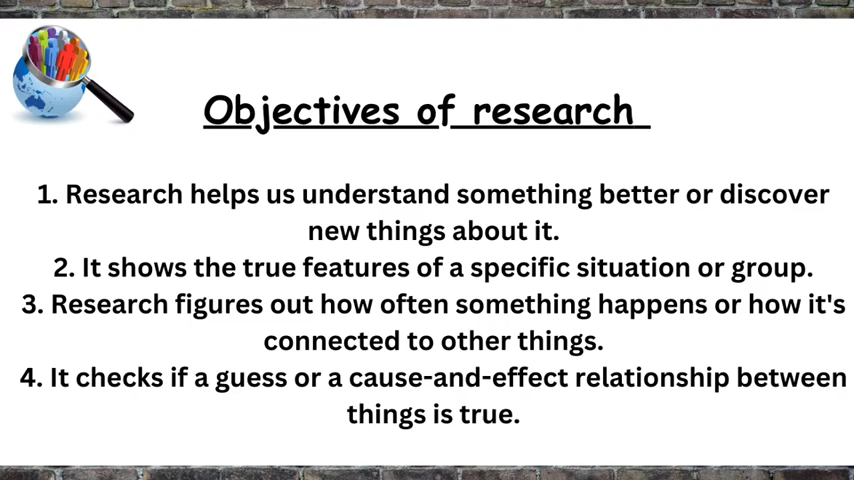 Objectives of research
1. Research helps us understand something better or discover
new things about it.
2. It shows the true features of a specific situation or group.
3. Research figures out how often something happens or how it's
connected to other things.
4. It checks if a guess or a cause-and-effect relationship between
things is true.